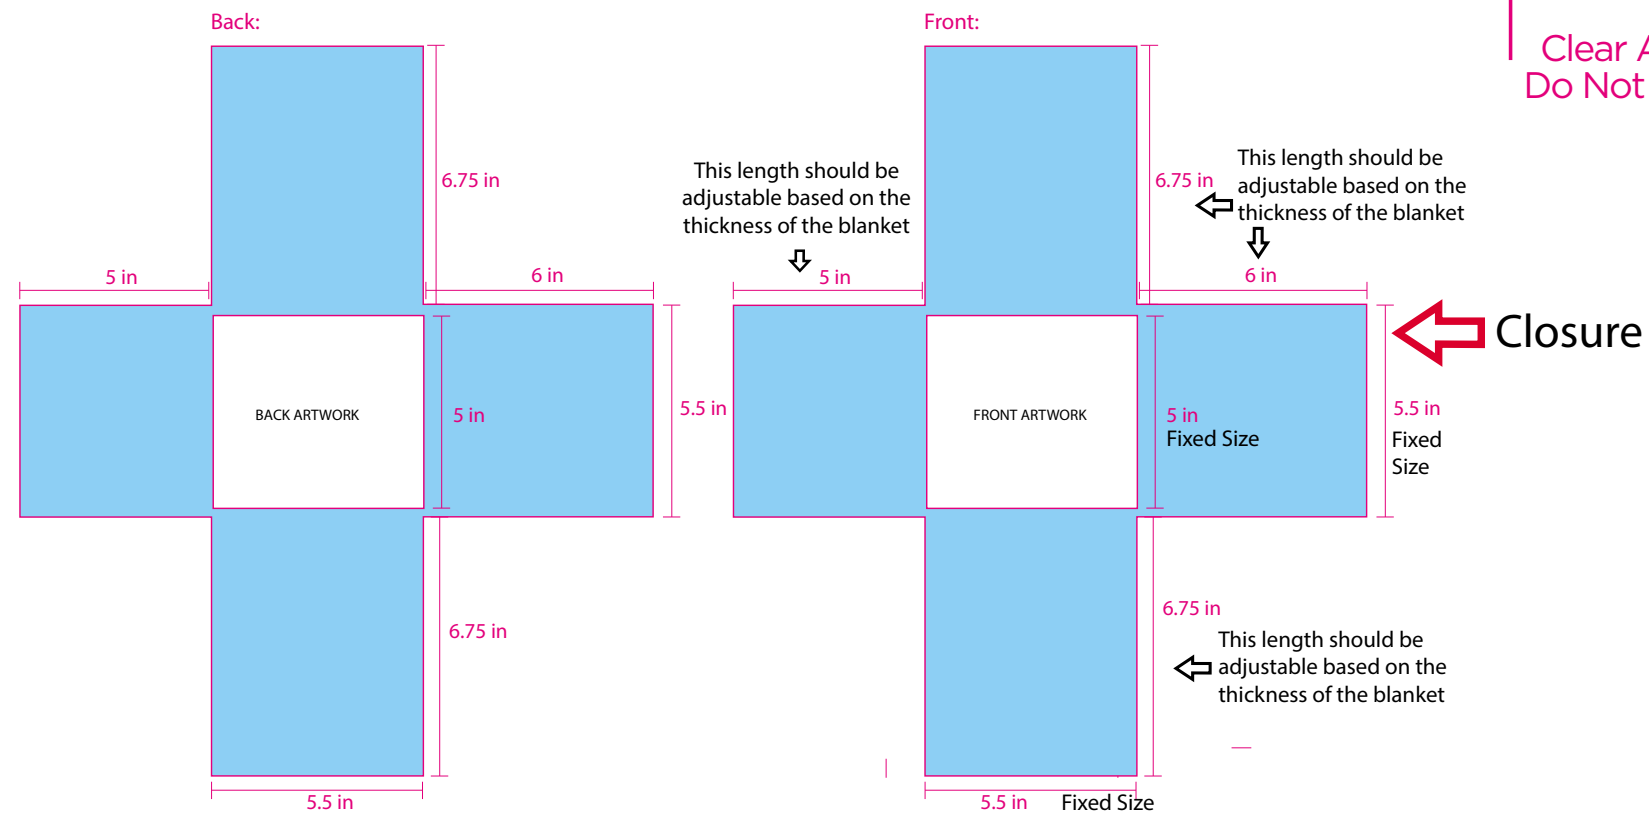 Back:
Front:
Clear A
Do Not
6.75 in
This length should be
adjustable based on the
thickness of the blanket
6.75 in
This length should be
adjustable based on the
thickness of the blanket
5 in
6 in
5 in
6 in
Closure
BACK ARTWORK
5 in
5.5 in
FRONT ARTWORK
5 in
Fixed Size
5.5 in
Fixed
Size
6.75 in
6.75 in
This length should be
adjustable based on the
thickness of the blanket
5.5 in
5.5 in Fixed Size